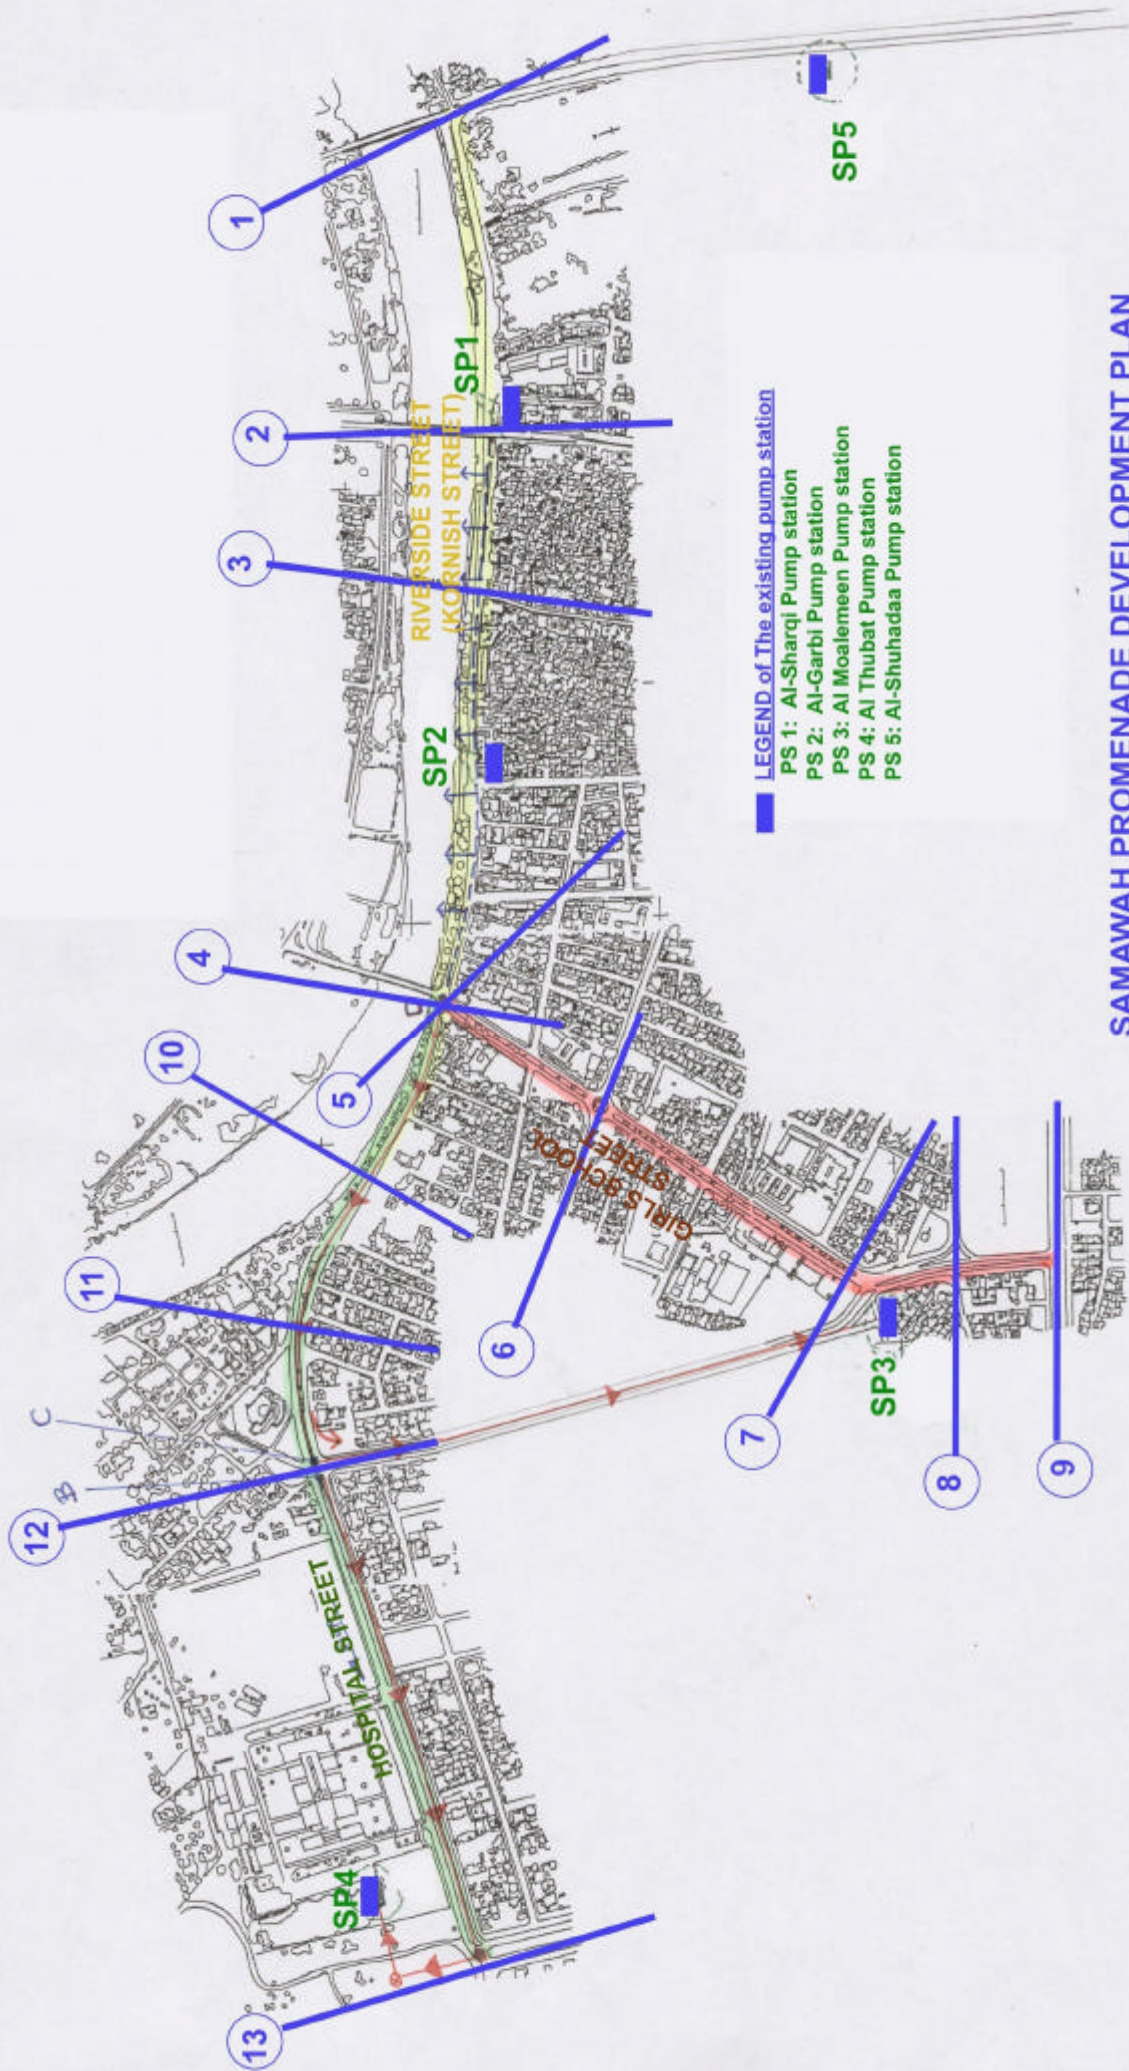 1
2
3
4
10
5
11
6
12
7
8
9
13
C
B
SP1
RIVERSIDE STREET
(KORNISH STREET)
SP2
GIRLS SCHOOL
STREET
HOSPITAL STREET
SP3
SP4
SP5
LEGEND of The existing pump station
PS 1: Al-Sharqi Pump station
PS 2: Al-Garbi Pump station
PS 3: Al Moalemeen Pump station
PS 4: Al Thubat Pump station
PS 5: Al-Shuhadaa Pump station
SAMAWAH PROMENADE DEVELOPMENT PLAN